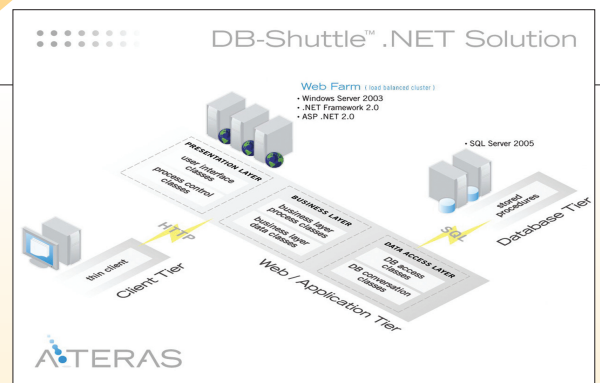 DB-Shuttle™ .NET Solution
Web Farm ( load balanced cluster )
• Windows Server 2003
• .NET Framework 2.0
• ASP .NET 2.0
• SQL Server 2005
PRESENTATION LAYER
user interface
classes
process control
classes
BUSINESS LAYER
business layer
process classes
business layer
data classes
DATA ACCESS LAYER
DB access
classes
DB conversation
classes
stored
procedures
thin client
HTTP
SQL
Client Tier
Web / Application Tier
Database Tier
ATERAS